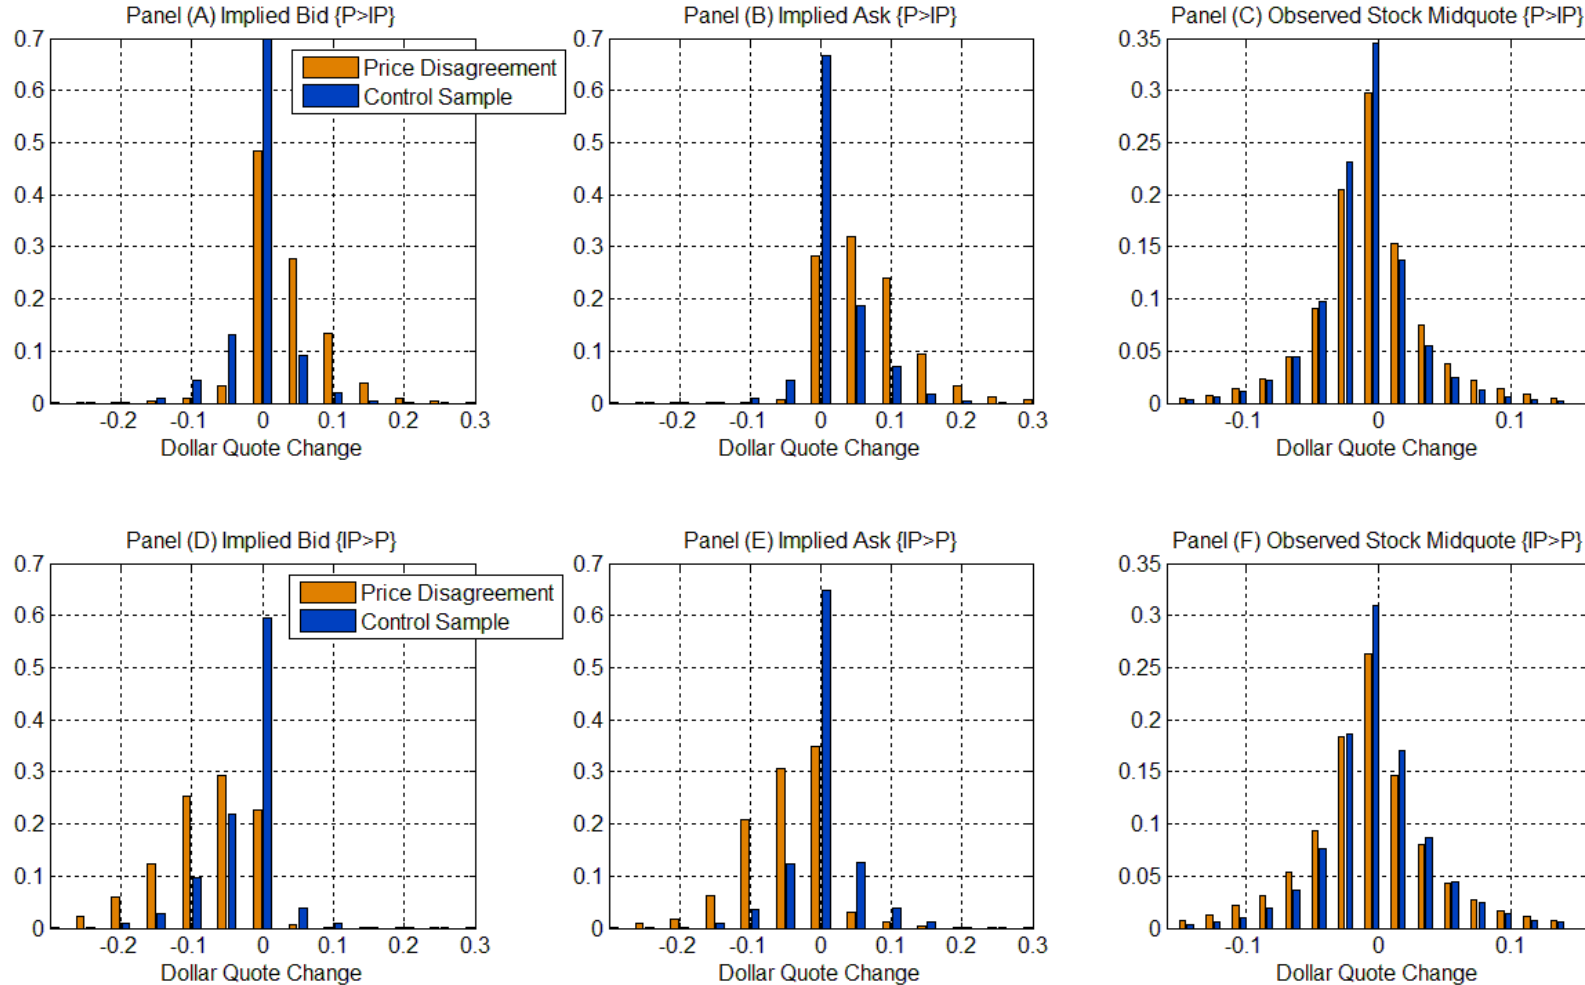 Panel (A) Implied Bid {P>IP}
0.7
0.6
0.5
0.4
0.3
0.2
0.1
0
-0.2 -0.1 0 0.1 0.2 0.3
Dollar Quote Change
Price Disagreement
Control Sample
Panel (B) Implied Ask {P>IP}
0.7
0.6
0.5
0.4
0.3
0.2
0.1
0
-0.2 -0.1 0 0.1 0.2 0.3
Dollar Quote Change
Panel (C) Observed Stock Midquote {P>IP}
0.35
0.3
0.25
0.2
0.15
0.1
0.05
0
-0.1 0 0.1
Dollar Quote Change
Panel (D) Implied Bid {IP>P}
0.7
0.6
0.5
0.4
0.3
0.2
0.1
0
-0.2 -0.1 0 0.1 0.2 0.3
Dollar Quote Change
Price Disagreement
Control Sample
Panel (E) Implied Ask {IP>P}
0.7
0.6
0.5
0.4
0.3
0.2
0.1
0
-0.2 -0.1 0 0.1 0.2 0.3
Dollar Quote Change
Panel (F) Observed Stock Midquote {IP>P}
0.35
0.3
0.25
0.2
0.15
0.1
0.05
0
-0.1 0 0.1
Dollar Quote Change